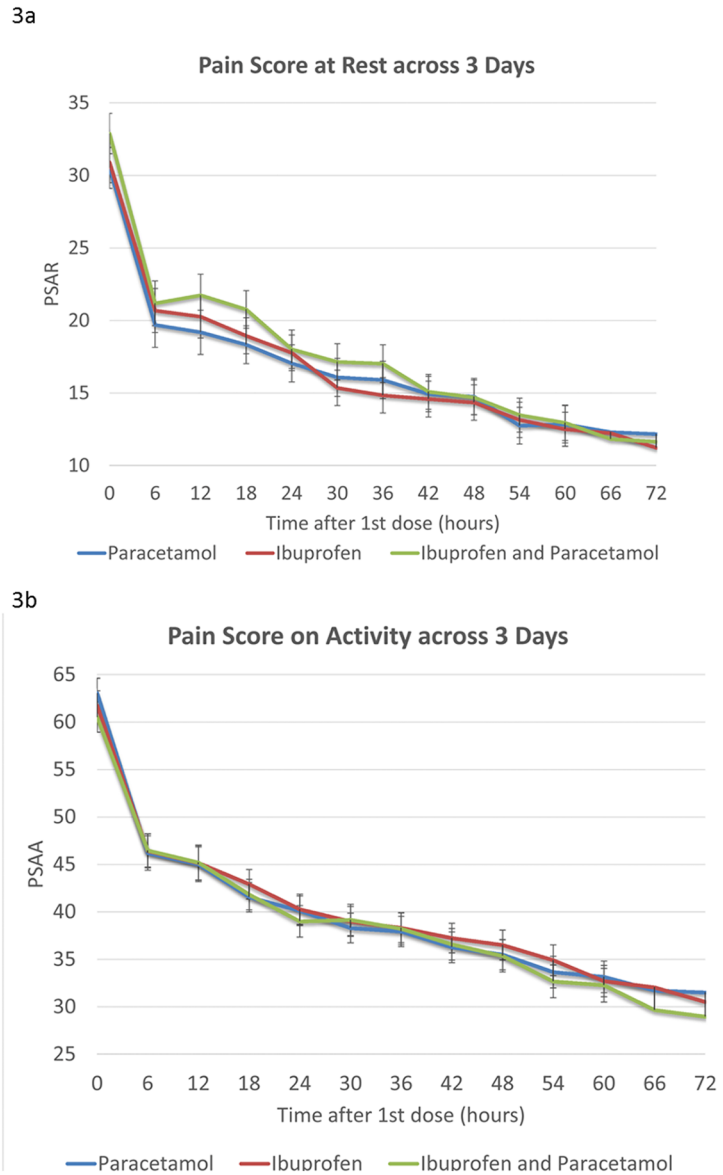 3a
Pain Score at Rest across 3 Days
35
30
25
20
15
10
PSAR
0 6 12 18 24 30 36 42 48 54 60 66 72
Time after 1st dose (hours)
Paracetamol Ibuprofen Ibuprofen and Paracetamol
3b
Pain Score on Activity across 3 Days
65
60
55
50
45
40
35
30
25
PSAA
0 6 12 18 24 30 36 42 48 54 60 66 72
Time after 1st dose (hours)
Paracetamol Ibuprofen Ibuprofen and Paracetamol